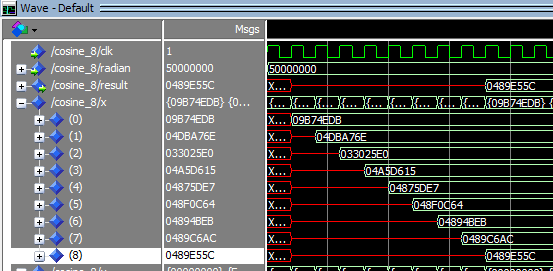 Wave - Default
Msgs
/cosine_8/clk 1
/cosine_8/radian 50000000 50000000
/cosine_8/result 0489E55C X... 0489E55C
/cosine_8/x {09B74EDB} {0... {... {... {... {... {... {... {... {... {... {09B74EDB} {0
(0) 09B74EDB X... 09B74EDB
(1) 04DBA76E X... 04DBA76E
(2) 033025E0 X... 033025E0
(3) 04A5D615 X... 04A5D615
(4) 04875DE7 X... 04875DE7
(5) 048F0C64 X... 048F0C64
(6) 04894BEB X... 04894BEB
(7) 0489C6AC X... 0489C6AC
(8) 0489E55C X... 0489E55C